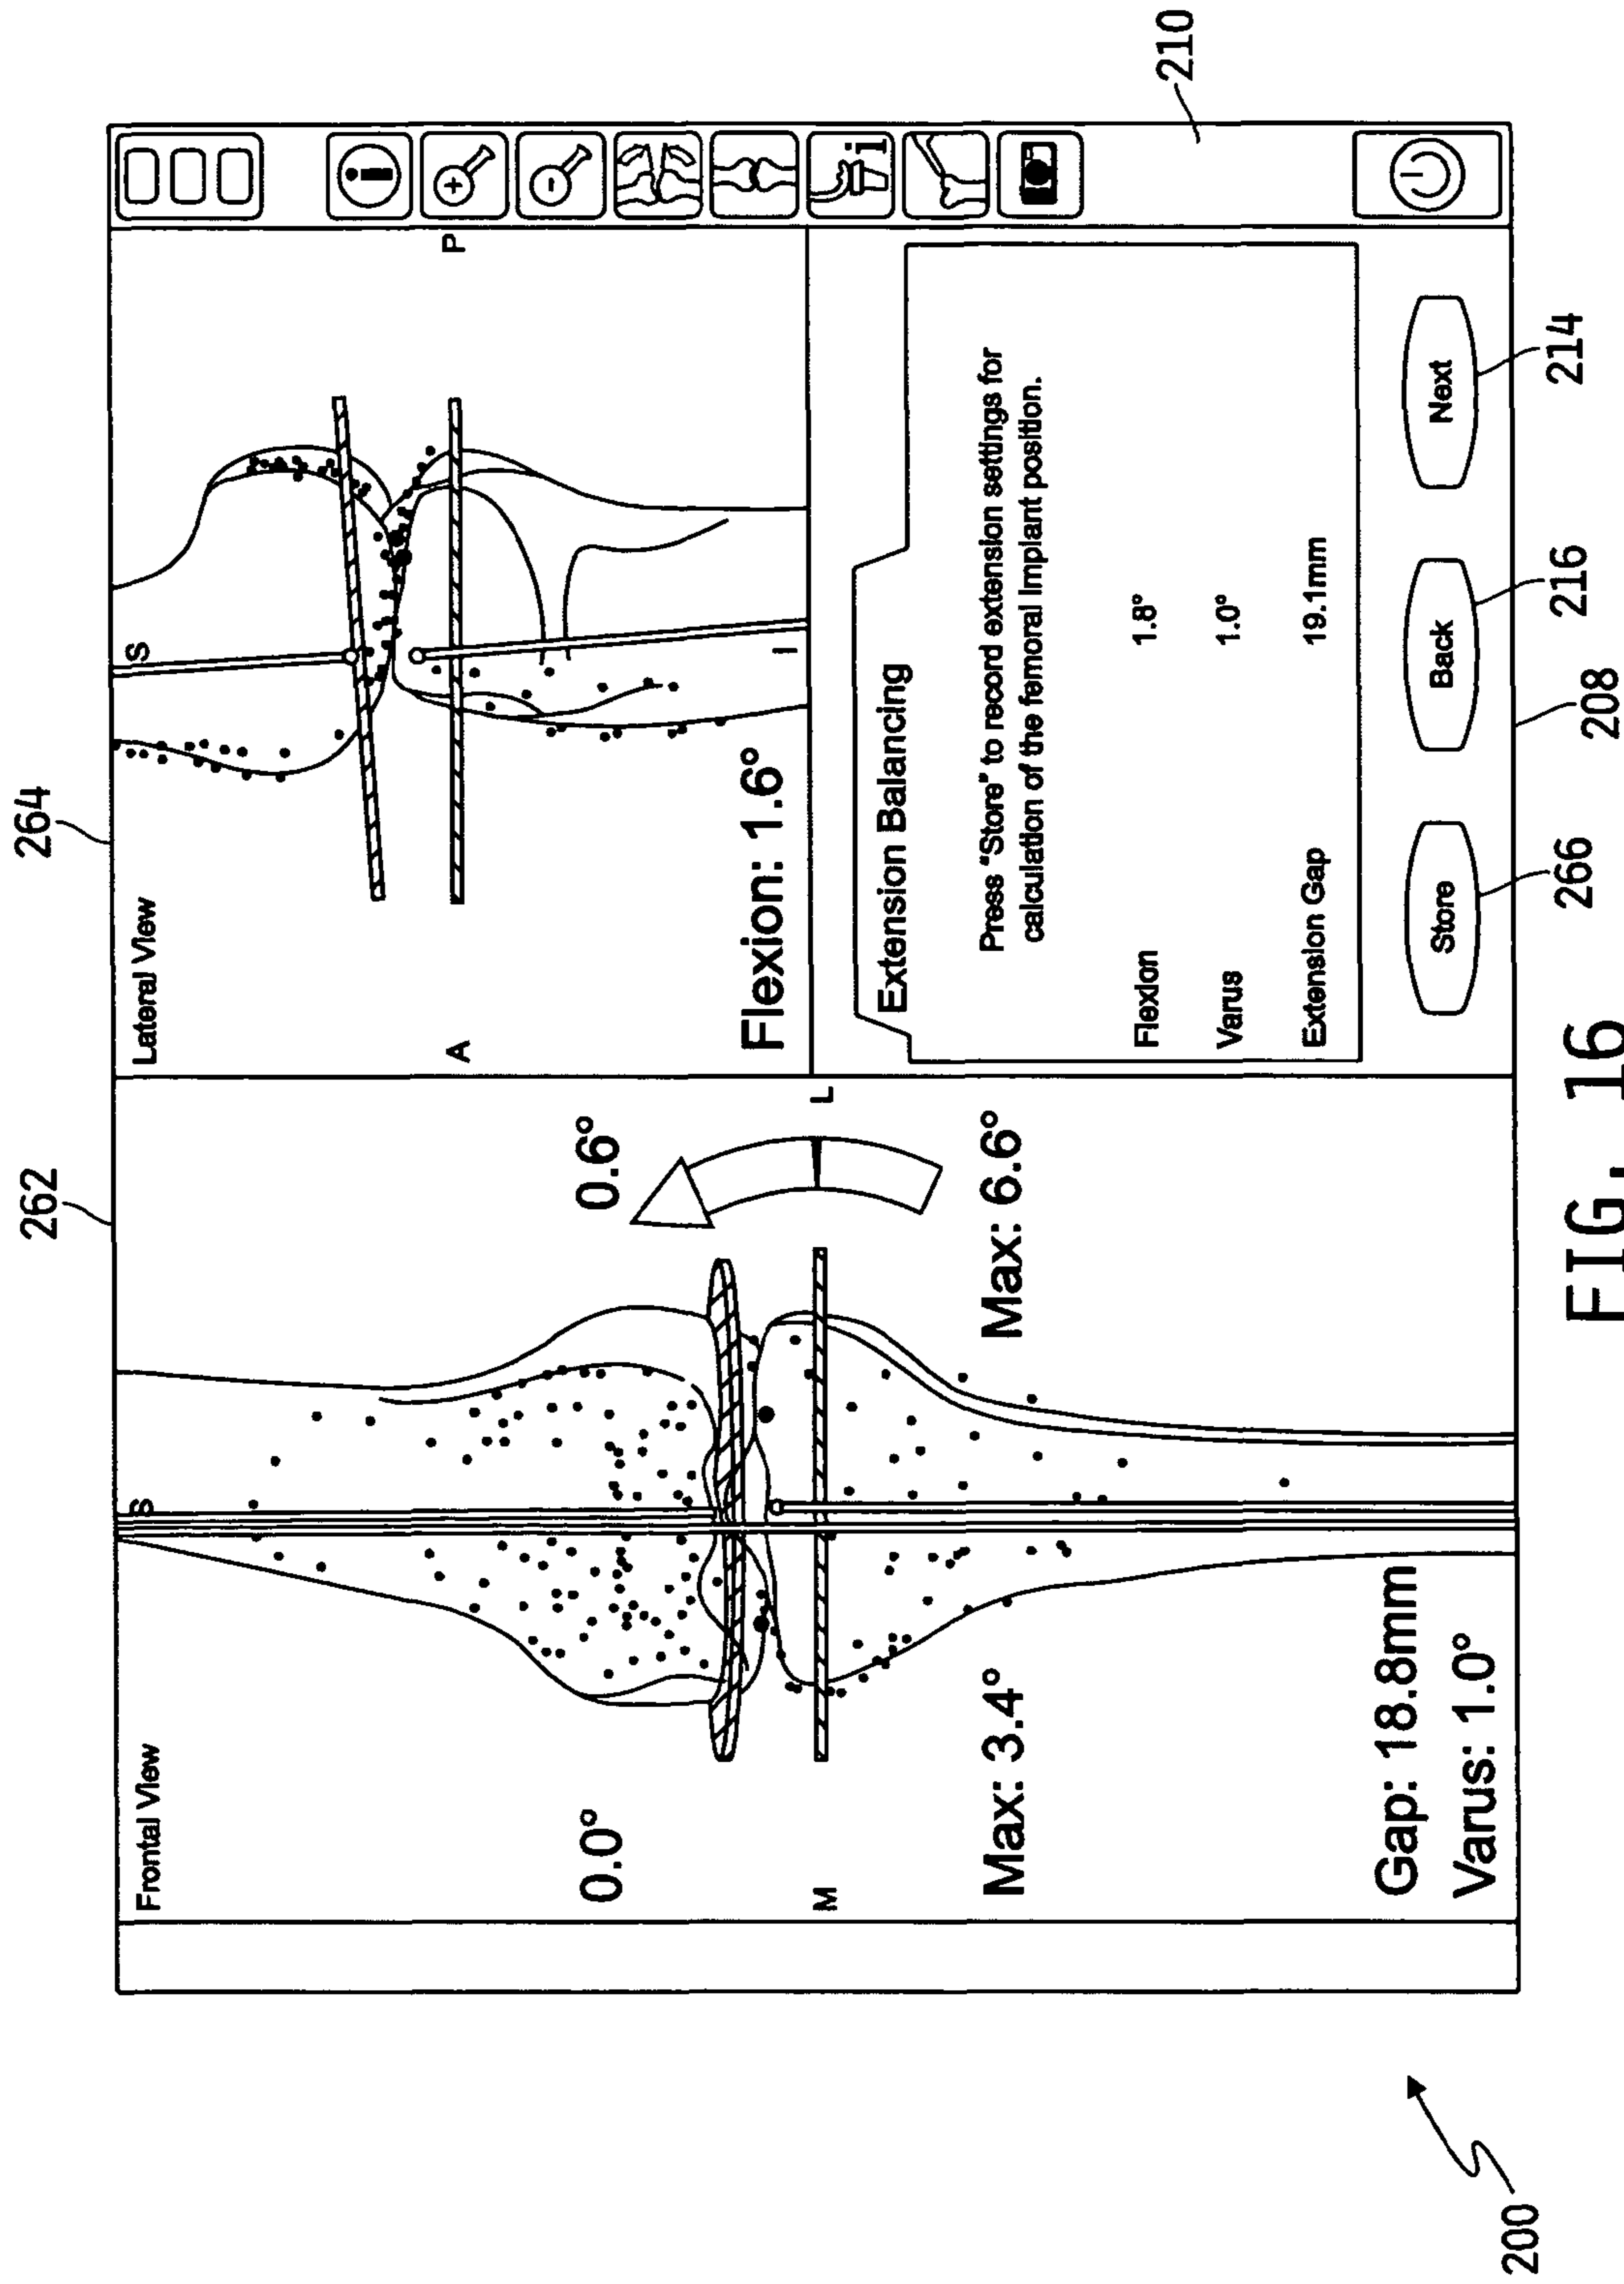 262
264
Frontal View
S
0.0°
0.6°
M
L
Max: 3.4°
Max: 6.6°
Gap: 18.8mm
Varus: 1.0°
Lateral View
S
A
P
I
Flexion: 1.6°
Extension Balancing
Press "Store" to record extension settings for
calculation of the femoral implant position.
Flexion 1.8°
Varus 1.0°
Extension Gap 19.1mm
Store
Back
Next
i
+
-
i
210
266
216
214
208
200
FIG. 16